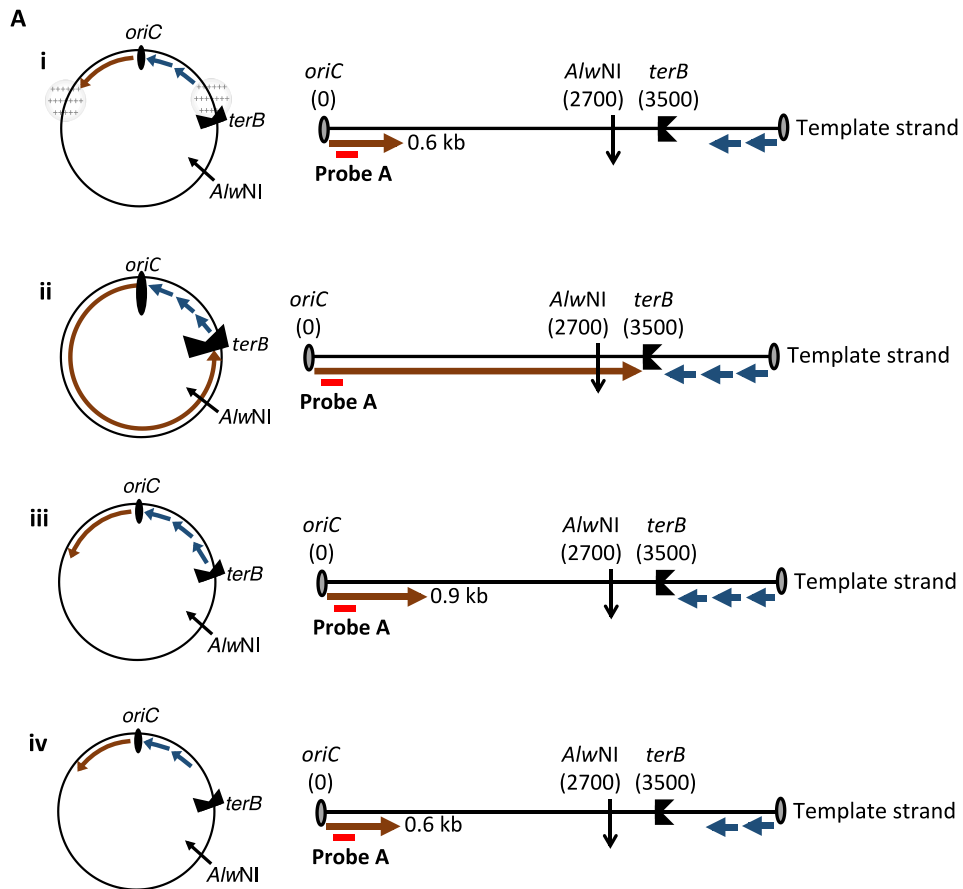 A
i
oriC
++++
++++++
+++++
++++
++++++
+++++
terB
AlwNI
oriC
(0)
AlwNI
(2700)
terB
(3500)
Template strand
0.6 kb
Probe A
ii
oriC
terB
AlwNI
oriC
(0)
AlwNI
(2700)
terB
(3500)
Template strand
Probe A
iii
oriC
terB
AlwNI
oriC
(0)
AlwNI
(2700)
terB
(3500)
Template strand
0.9 kb
Probe A
iv
oriC
terB
AlwNI
oriC
(0)
AlwNI
(2700)
terB
(3500)
Template strand
0.6 kb
Probe A